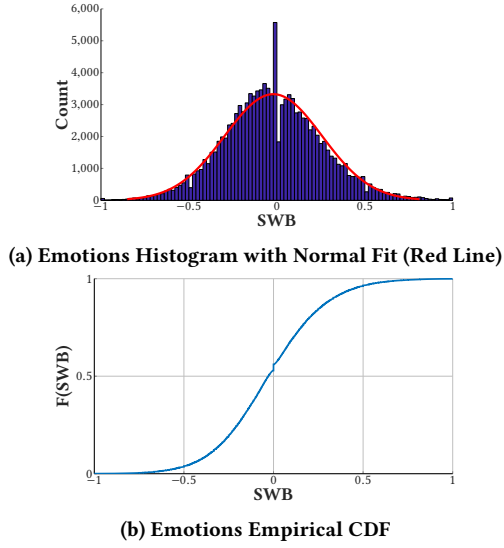 6,000
5,000
4,000
3,000
2,000
1,000
0
Count
−1 −0.5 0 0.5 1
SWB
(a) Emotions Histogram with Normal Fit (Red Line)
1
0.5
0
F(SWB)
−1 −0.5 0 0.5 1
SWB
(b) Emotions Empirical CDF